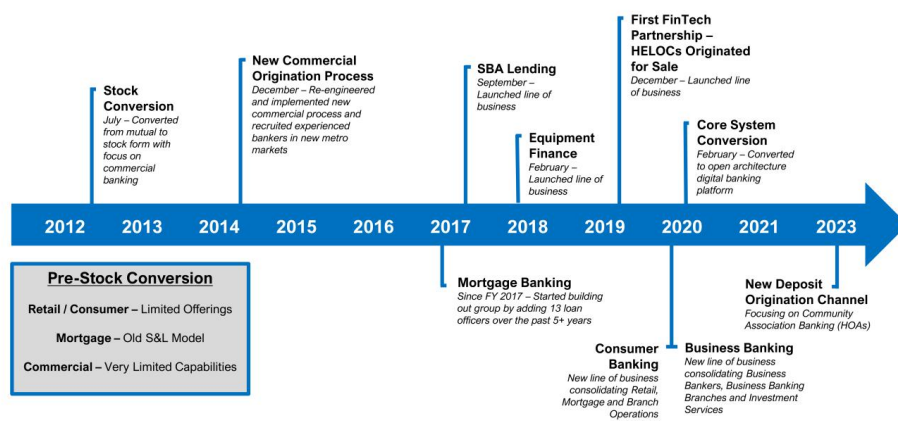 Stock
Conversion
July – Converted
from mutual to
stock form with
focus on
commercial
banking
New Commercial
Origination Process
December – Re-engineered
and implemented new
commercial process and
recruited experienced
bankers in new metro
markets
SBA Lending
September –
Launched line of
business
Equipment
Finance
February –
Launched line of
business
First FinTech
Partnership –
HELOCs Originated
for Sale
December – Launched
line of business
Core System
Conversion
February – Converted
to open architecture
digital banking
platform
2012 2013 2014 2015 2016 2017 2018 2019 2020 2021 2023
Pre-Stock Conversion
Retail / Consumer – Limited Offerings
Mortgage – Old S&L Model
Commercial – Very Limited Capabilities
Mortgage Banking
Since FY 2017 – Started building
out group by adding 13 loan
officers over the past 5+ years
Consumer
Banking
New line of business
consolidating Retail,
Mortgage and Branch
Operations
Business Banking
New line of business
consolidating Business
Bankers, Business Banking
Branches and Investment
Services
New Deposit
Origination Channel
Focusing on Community
Association Banking (HOAs)